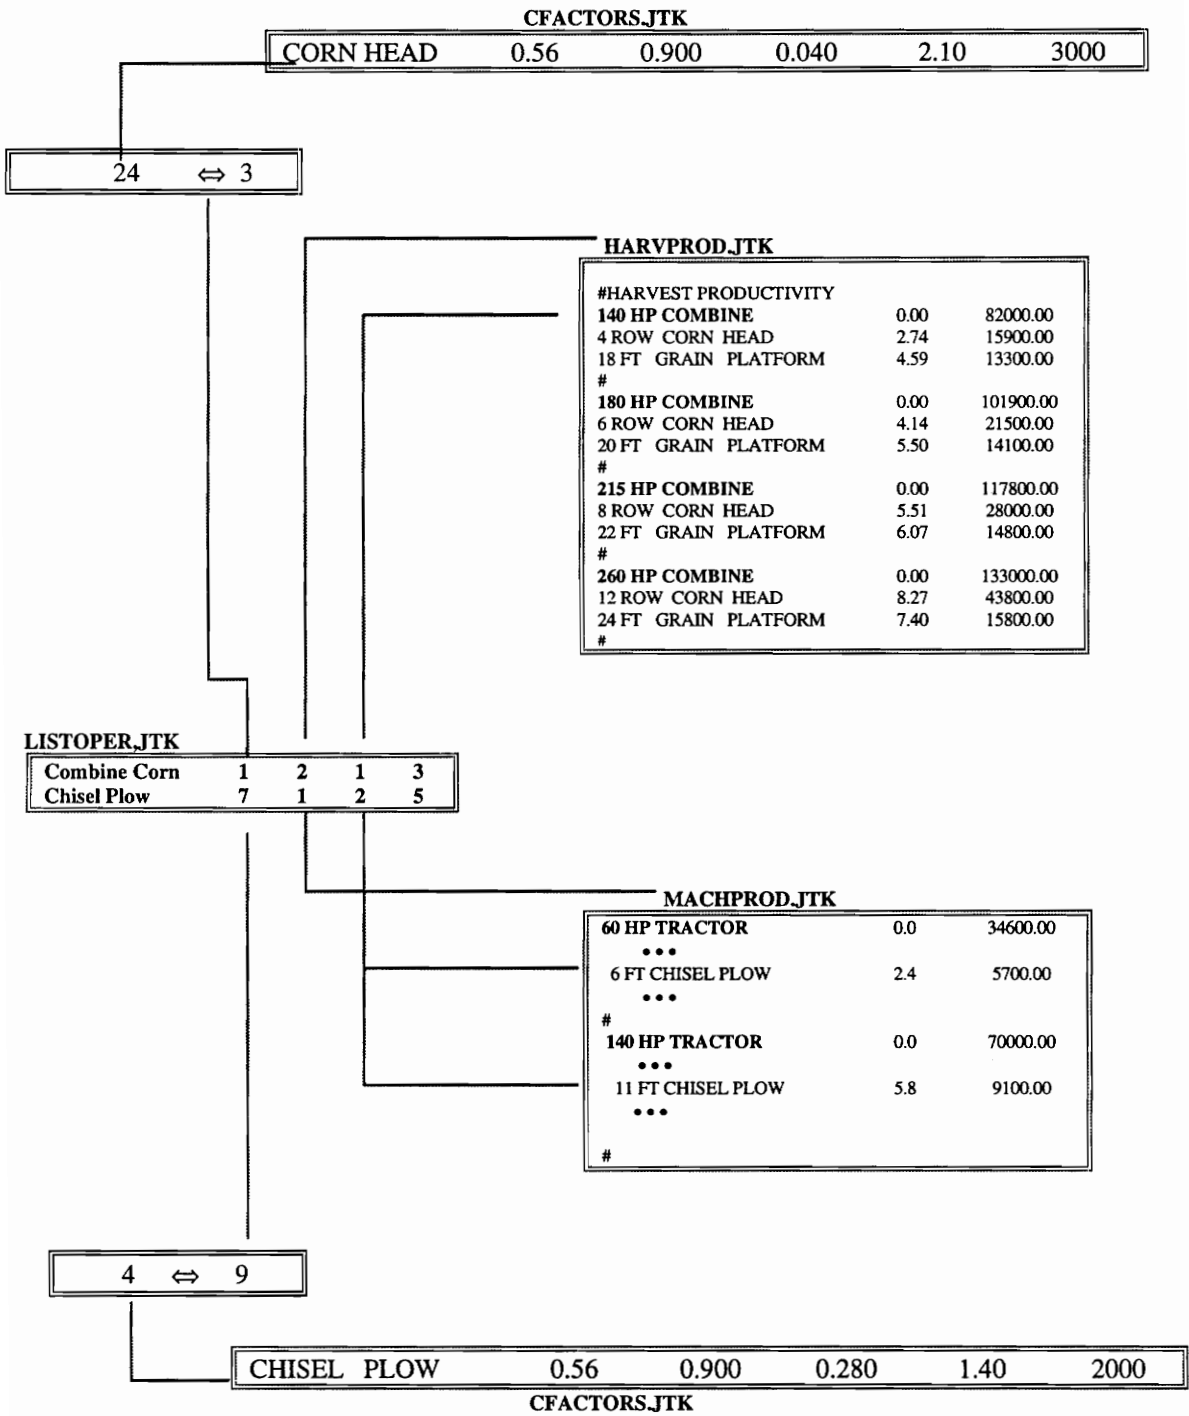 CFACTORS.JTK
CORN HEAD 0.56 0.900 0.040 2.10 3000
24 ⇔ 3
HARVPROD.JTK
#HARVEST PRODUCTIVITY
140 HP COMBINE 0.00 82000.00
4 ROW CORN HEAD 2.74 15900.00
18 FT GRAIN PLATFORM 4.59 13300.00
#
180 HP COMBINE 0.00 101900.00
6 ROW CORN HEAD 4.14 21500.00
20 FT GRAIN PLATFORM 5.50 14100.00
#
215 HP COMBINE 0.00 117800.00
8 ROW CORN HEAD 5.51 28000.00
22 FT GRAIN PLATFORM 6.07 14800.00
#
260 HP COMBINE 0.00 133000.00
12 ROW CORN HEAD 8.27 43800.00
24 FT GRAIN PLATFORM 7.40 15800.00
#
LISTOPER,JTK
Combine Corn 1 2 1 3
Chisel Plow 7 1 2 5
MACHPROD.JTK
60 HP TRACTOR 0.0 34600.00
•••
6 FT CHISEL PLOW 2.4 5700.00
•••
#
140 HP TRACTOR 0.0 70000.00
•••
11 FT CHISEL PLOW 5.8 9100.00
•••
#
4 ⇔ 9
CHISEL PLOW 0.56 0.900 0.280 1.40 2000
CFACTORS.JTK